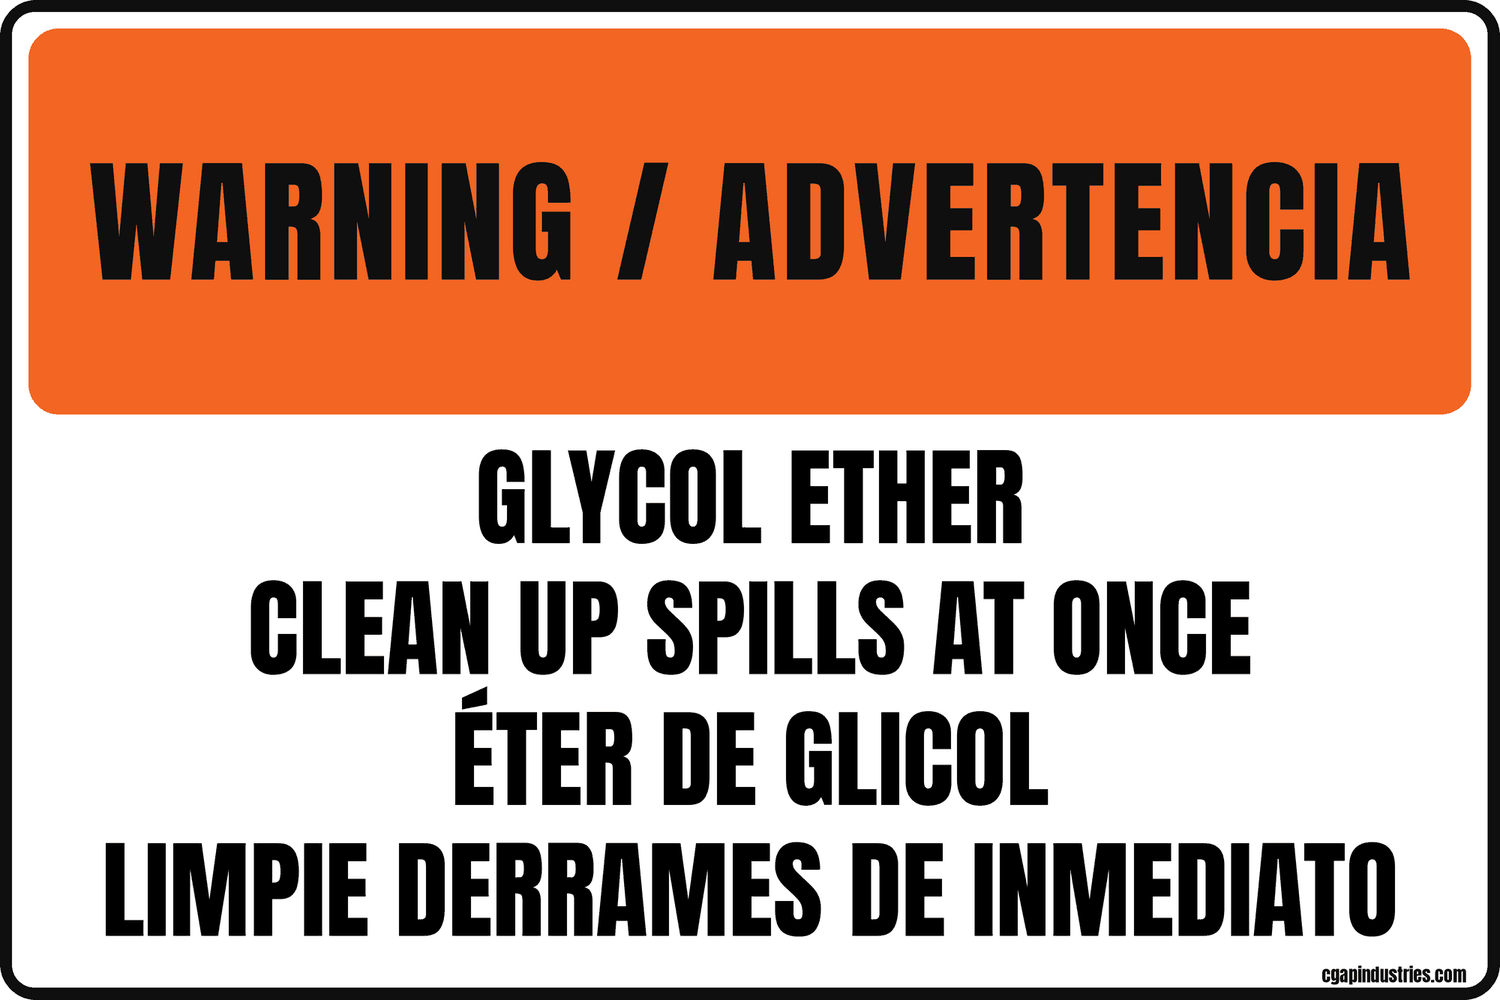 WARNING / ADVERTENCIA
GLYCOL ETHER
CLEAN UP SPILLS AT ONCE
ÉTER DE GLICOL
LIMPIE DERRAMES DE INMEDIATO
cgapindustries.com